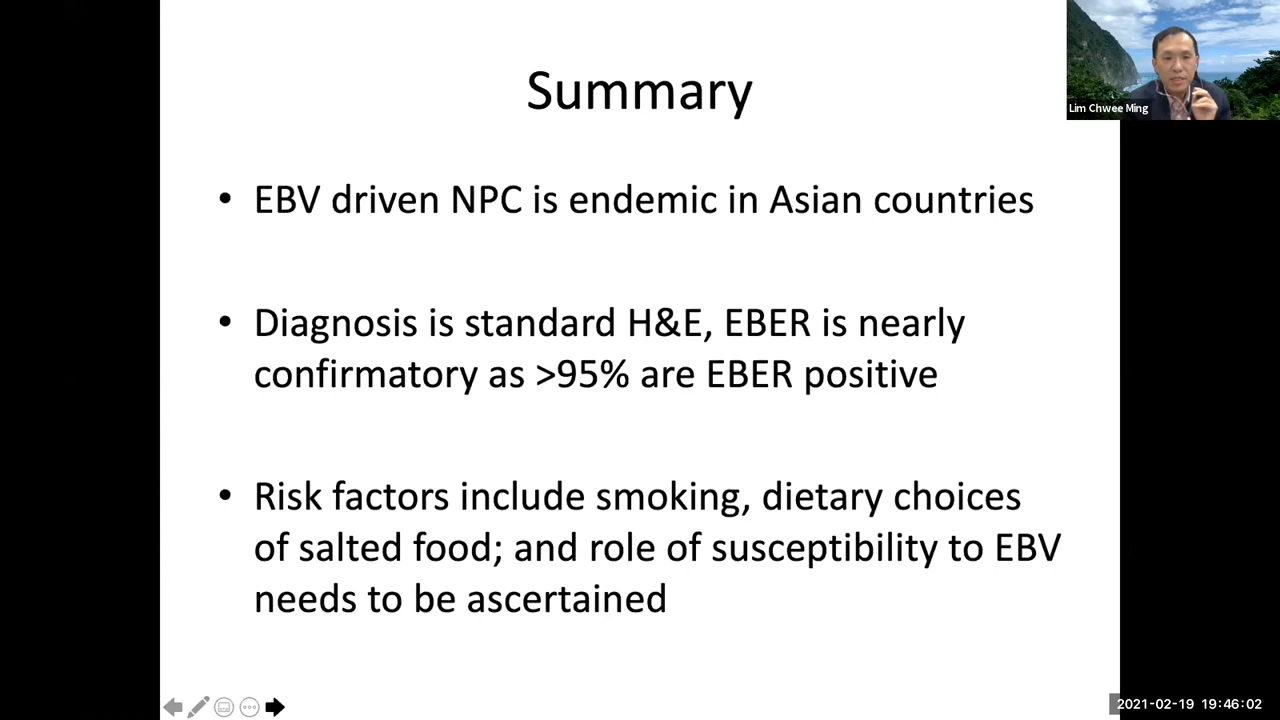 Summary
Lim Chwee Ming
• EBV driven NPC is endemic in Asian countries
• Diagnosis is standard H&E, EBER is nearly
confirmatory as >95% are EBER positive
• Risk factors include smoking, dietary choices
of salted food; and role of susceptibility to EBV
needs to be ascertained
2021-02-19 19:46:02